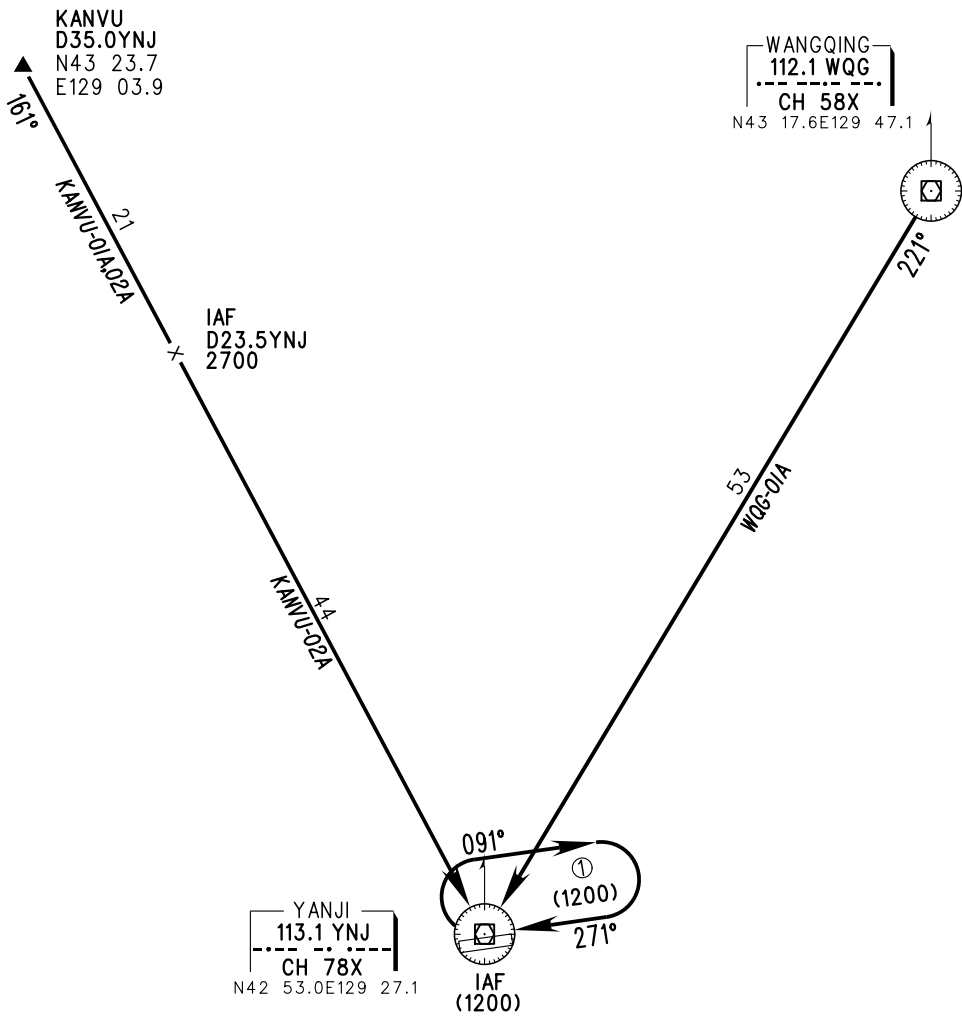 KANVU
D35.0YNJ
N43 23.7
E129 03.9
161°
WANGQING
112.1 WQG
CH 58X
N43 17.6E129 47.1
21
KANVU-01A,02A
221°
IAF
D23.5YNJ
2700
53
WQG-01A
44
KANVU-02A
091°
1
(1200)
271°
YANJI
113.1 YNJ
CH 78X
N42 53.0E129 27.1
IAF
(1200)